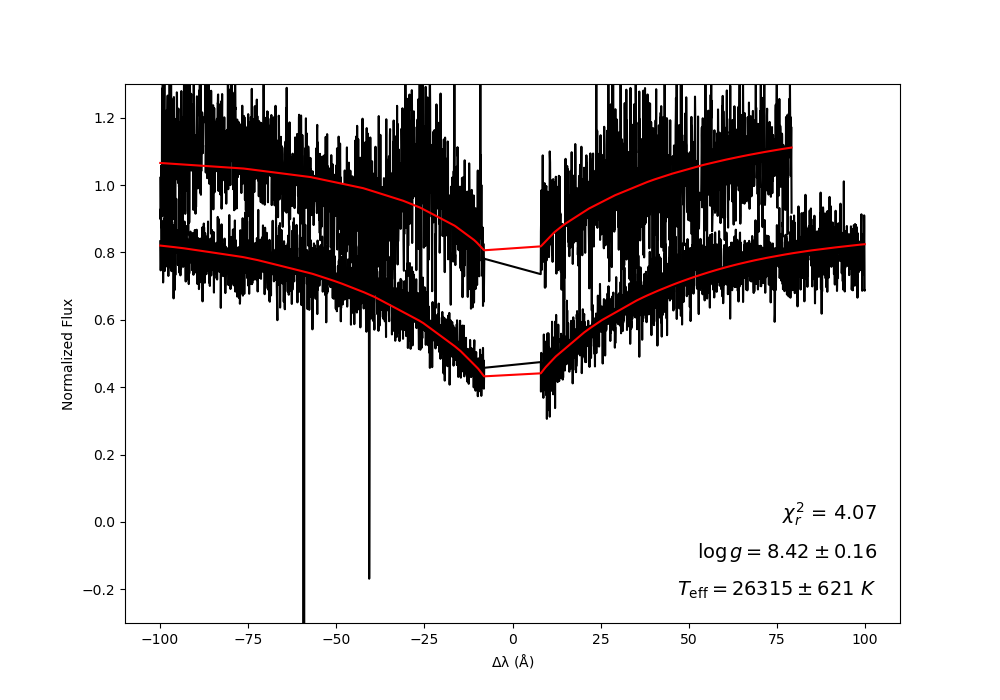 1.2
1.0
0.8
0.6
0.4
0.2
0.0
−0.2
Normalized Flux
χ²ᵣ = 4.07
log g = 8.42 ± 0.16
T_eff = 26315 ± 621 K
−100 −75 −50 −25 0 25 50 75 100
Δλ (Å)